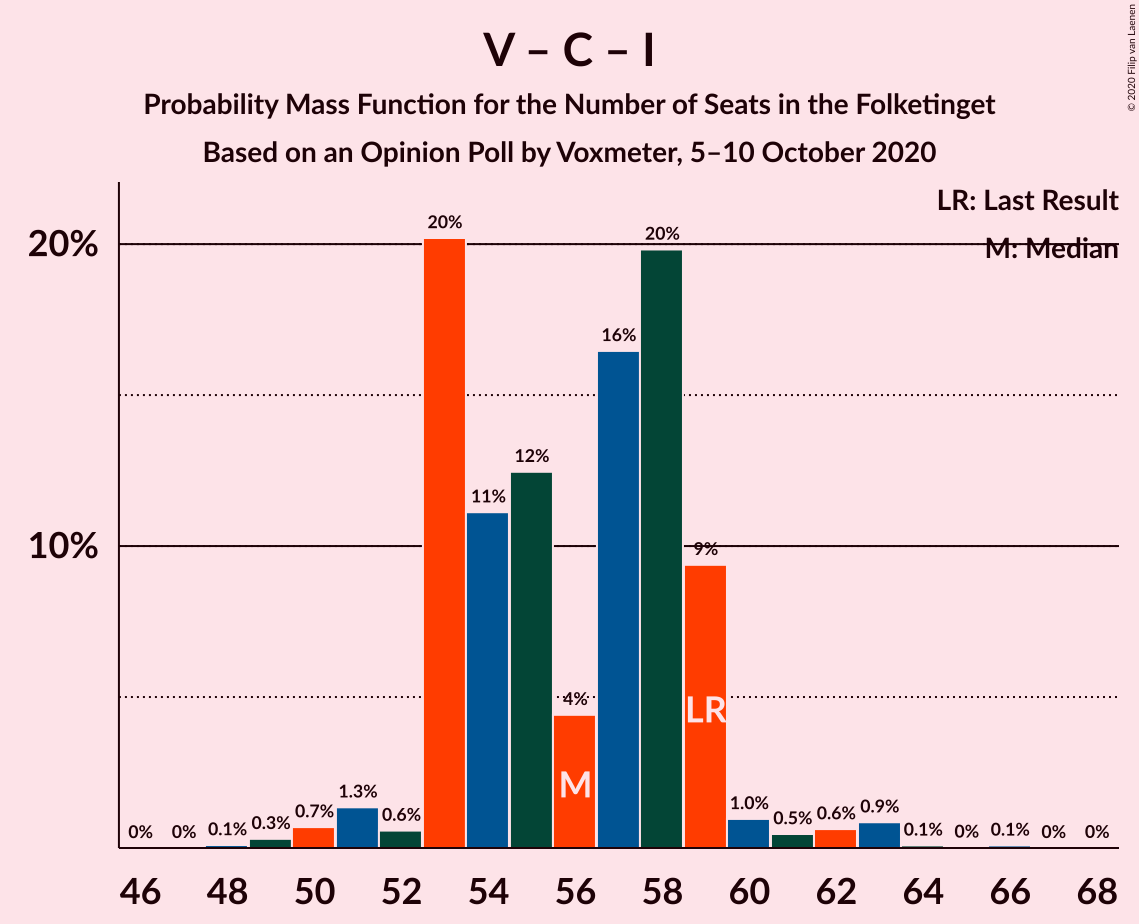 V – C – I
Probability Mass Function for the Number of Seats in the Folketinget
Based on an Opinion Poll by Voxmeter, 5–10 October 2020
© 2020 Filip van Laenen
LR: Last Result
M: Median
20%
10%
0% 0% 0.1% 0.3% 0.7% 1.3% 0.6% 20% 11% 12% 4% 16% 20% 9% 1.0% 0.5% 0.6% 0.9% 0.1% 0% 0.1% 0% 0%
M
LR
46 48 50 52 54 56 58 60 62 64 66 68